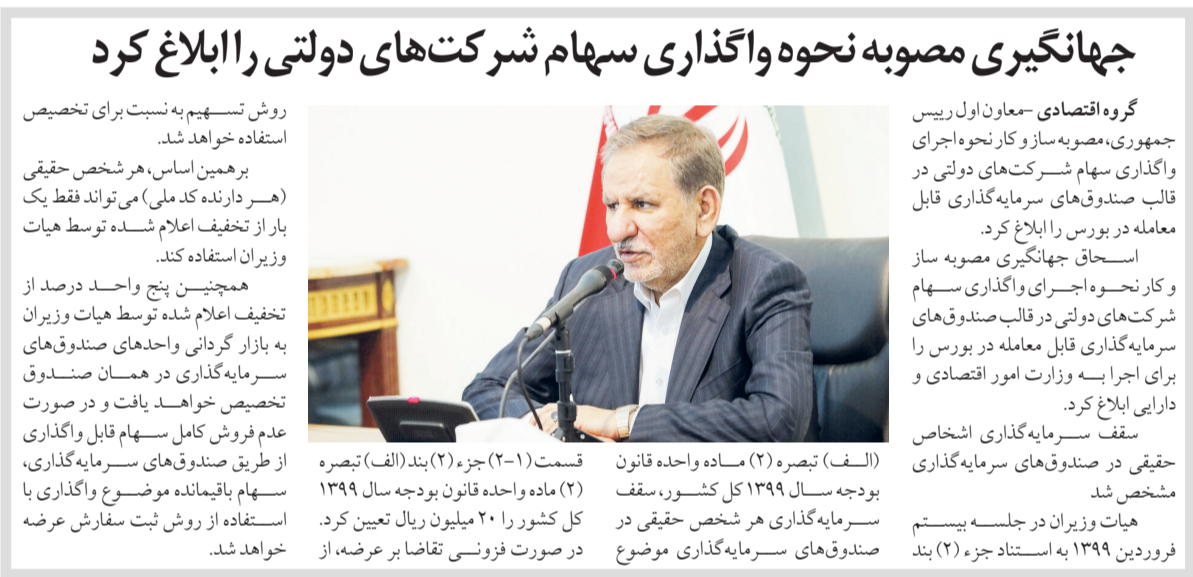 جهانگیری مصوبه نحوه واگذاری سهام شرکت‌های دولتی را ابلاغ کرد
گروه اقتصادی -معاون اول رییس
جمهوری، مصوبه ساز و کار نحوه اجرای
واگذاری سهام شرکت‌های دولتی در
قالب صندوق‌های سرمایه‌گذاری قابل
معامله در بورس را ابلاغ کرد.
اسحاق جهانگیری مصوبه ساز
و کار نحوه اجرای واگذاری سهام
شرکت‌های دولتی در قالب صندوق‌های
سرمایه‌گذاری قابل معامله در بورس را
برای اجرا به وزارت امور اقتصادی و
دارایی ابلاغ کرد.
سقف سرمایه‌گذاری اشخاص
حقیقی در صندوق‌های سرمایه‌گذاری
مشخص شد
هیات وزیران در جلسه بیستم
فروردین ۱۳۹۹ به استناد جزء (۲) بند
(الف) تبصره (۲) ماده واحده قانون
بودجه سال ۱۳۹۹ کل کشور، سقف
سرمایه‌گذاری هر شخص حقیقی در
صندوق‌های سرمایه‌گذاری موضوع
قسمت (۱-۲) جزء (۲) بند (الف) تبصره
(۲) ماده واحده قانون بودجه سال ۱۳۹۹
کل کشور را ۲۰ میلیون ریال تعیین کرد.
در صورت فزونی تقاضا بر عرضه، از
روش تسهیم به نسبت برای تخصیص
استفاده خواهد شد.
برهمین اساس، هر شخص حقیقی
(هر دارنده کد ملی) می‌تواند فقط یک
بار از تخفیف اعلام شده توسط هیات
وزیران استفاده کند.
همچنین پنج واحد درصد از
تخفیف اعلام شده توسط هیات وزیران
به بازار گردانی واحدهای صندوق‌های
سرمایه‌گذاری در همان صندوق
تخصیص خواهد یافت و در صورت
عدم فروش کامل سهام قابل واگذاری
از طریق صندوق‌های سرمایه‌گذاری،
سهام باقیمانده موضوع واگذاری با
استفاده از روش ثبت سفارش عرضه
خواهد شد.